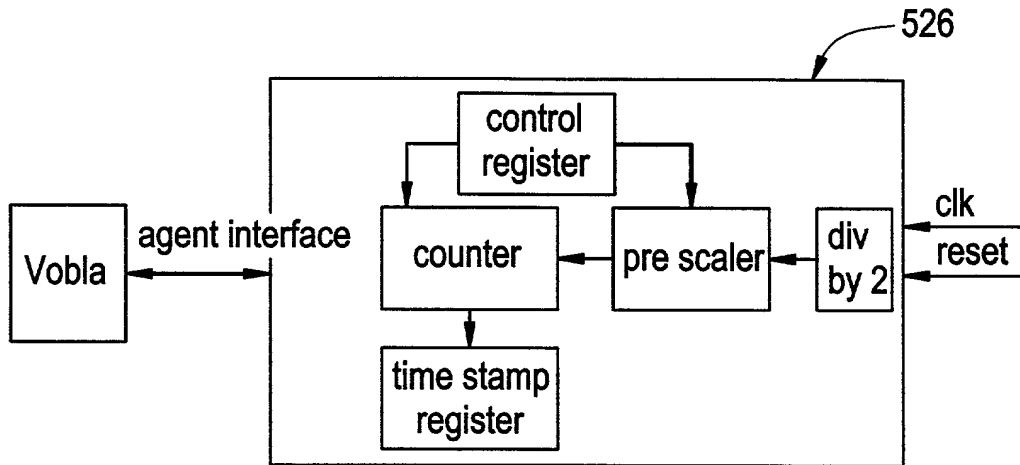 526
control
register
clk
reset
agent interface
Vobla
counter
pre scaler
div
by 2
time stamp
register